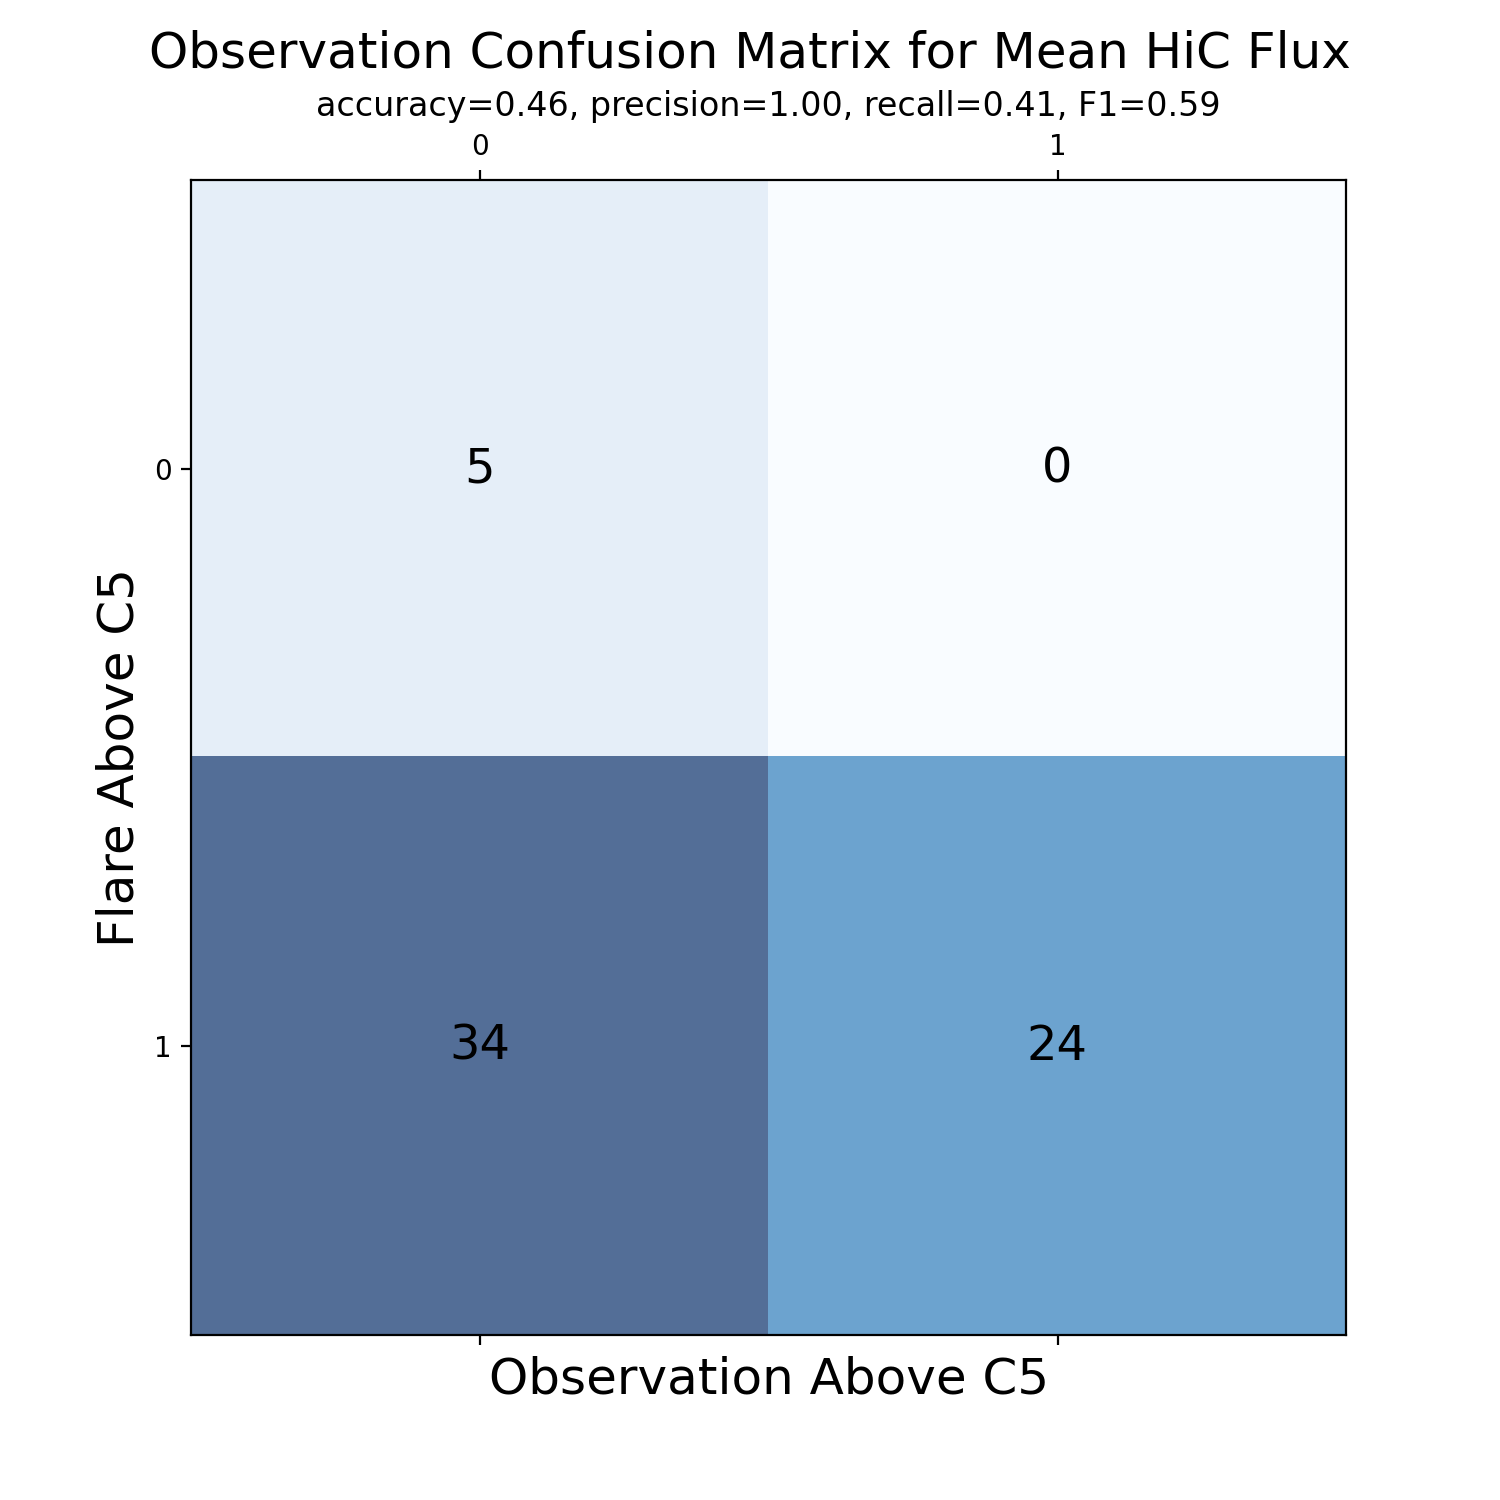 Observation Confusion Matrix for Mean HiC Flux
accuracy=0.46, precision=1.00, recall=0.41, F1=0.59
0 1
0 5 0
Flare Above C5
1 34 24
Observation Above C5